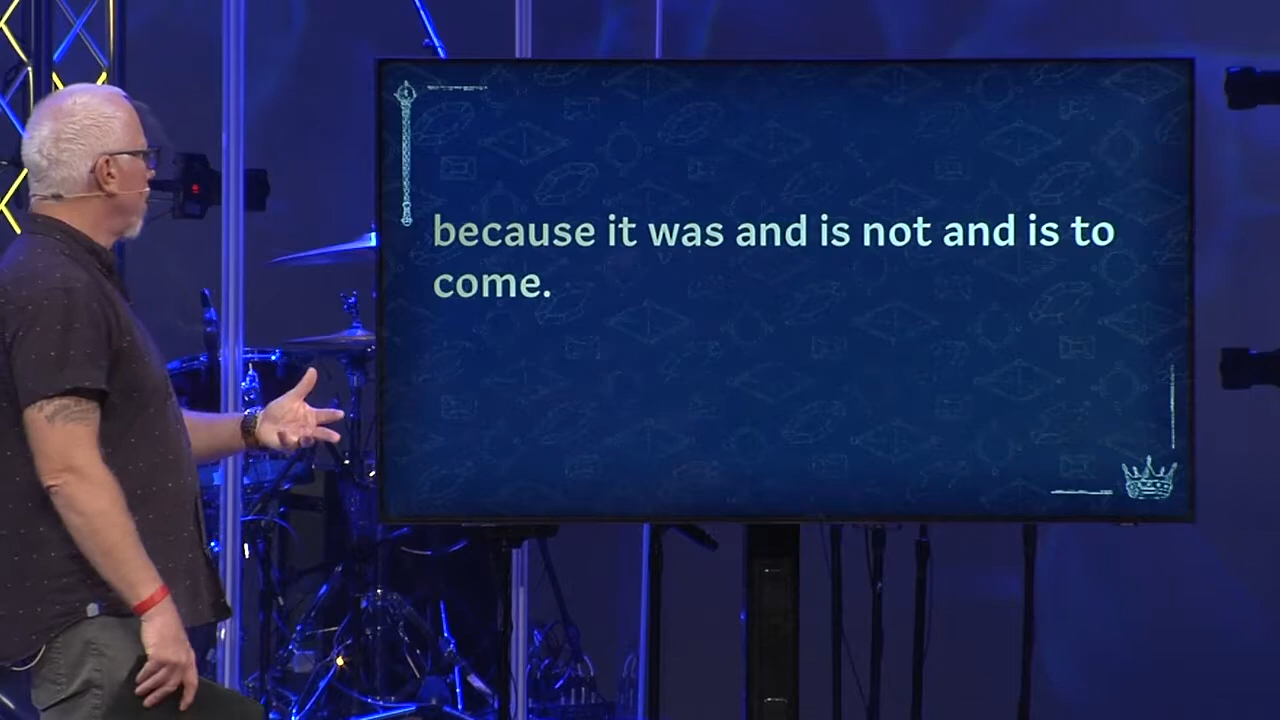 because it was and is not and is to
come.